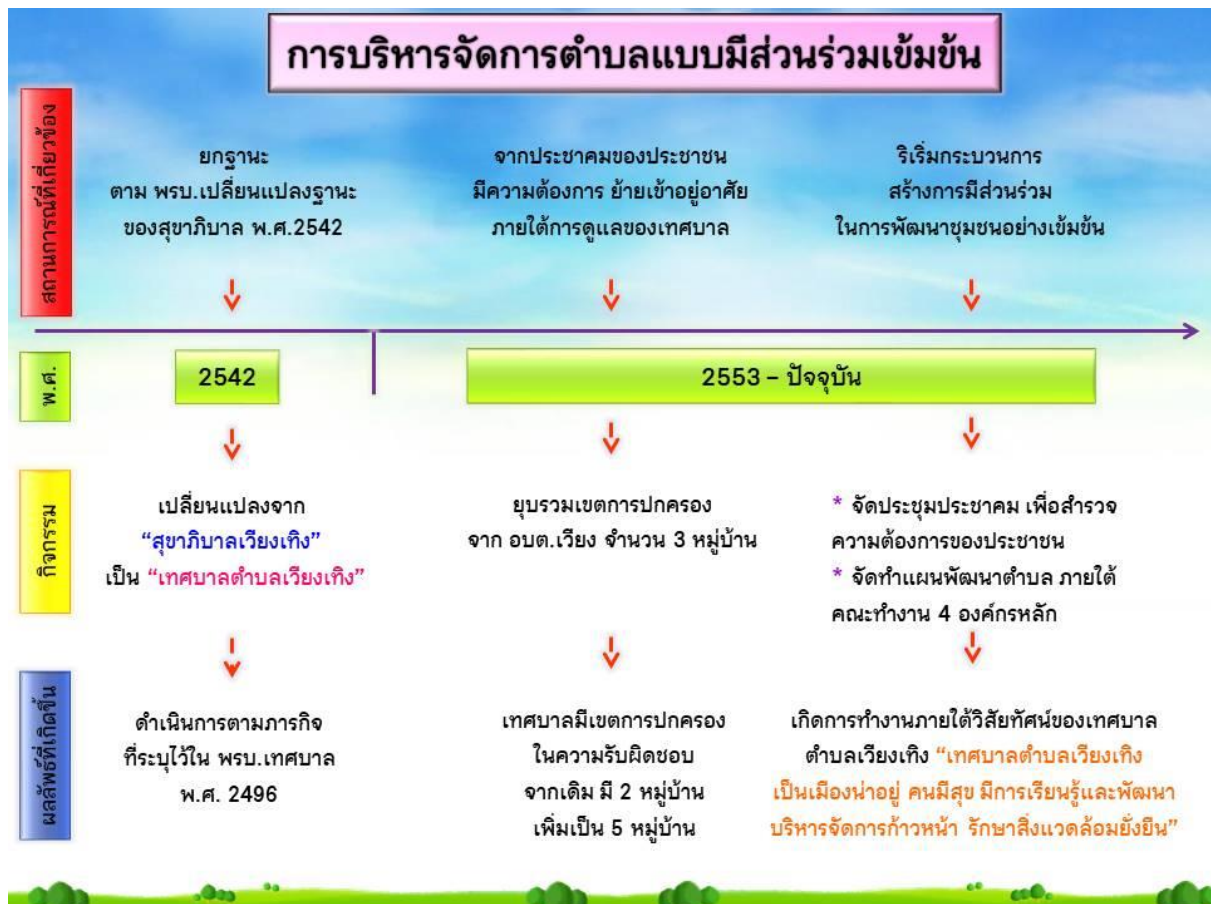 การบริหารจัดการตำบลแบบมีส่วนร่วมเข้มข้น
สถานการณ์ที่เกี่ยวข้อง
ยกฐานะ
ตาม พรบ.เปลี่ยนแปลงฐานะ
ของสุขาภิบาล พ.ศ.2542
จากประชาคมของประชาชน
มีความต้องการ ย้ายเข้าอยู่อาศัย
ภายใต้การดูแลของเทศบาล
ริเริ่มกระบวนการ
สร้างการมีส่วนร่วม
ในการพัฒนาชุมชนอย่างเข้มข้น
พ.ศ.
2542
2553 – ปัจจุบัน
กิจกรรม
เปลี่ยนแปลงจาก
“สุขาภิบาลเวียงเทิง”
เป็น “เทศบาลตำบลเวียงเทิง”
ยุบรวมเขตการปกครอง
จาก อบต.เวียง จำนวน 3 หมู่บ้าน
* จัดประชุมประชาคม เพื่อสำรวจ
ความต้องการของประชาชน
* จัดทำแผนพัฒนาตำบล ภายใต้
คณะทำงาน 4 องค์กรหลัก
ผลลัพธ์ที่เกิดขึ้น
ดำเนินการตามภารกิจ
ที่ระบุไว้ใน พรบ.เทศบาล
พ.ศ. 2496
เทศบาลมีเขตการปกครอง
ในความรับผิดชอบ
จากเดิม มี 2 หมู่บ้าน
เพิ่มเป็น 5 หมู่บ้าน
เกิดการทำงานภายใต้วิสัยทัศน์ของเทศบาล
ตำบลเวียงเทิง “เทศบาลตำบลเวียงเทิง
เป็นเมืองน่าอยู่ คนมีสุข มีการเรียนรู้และพัฒนา
บริหารจัดการก้าวหน้า รักษาสิ่งแวดล้อมยั่งยืน”